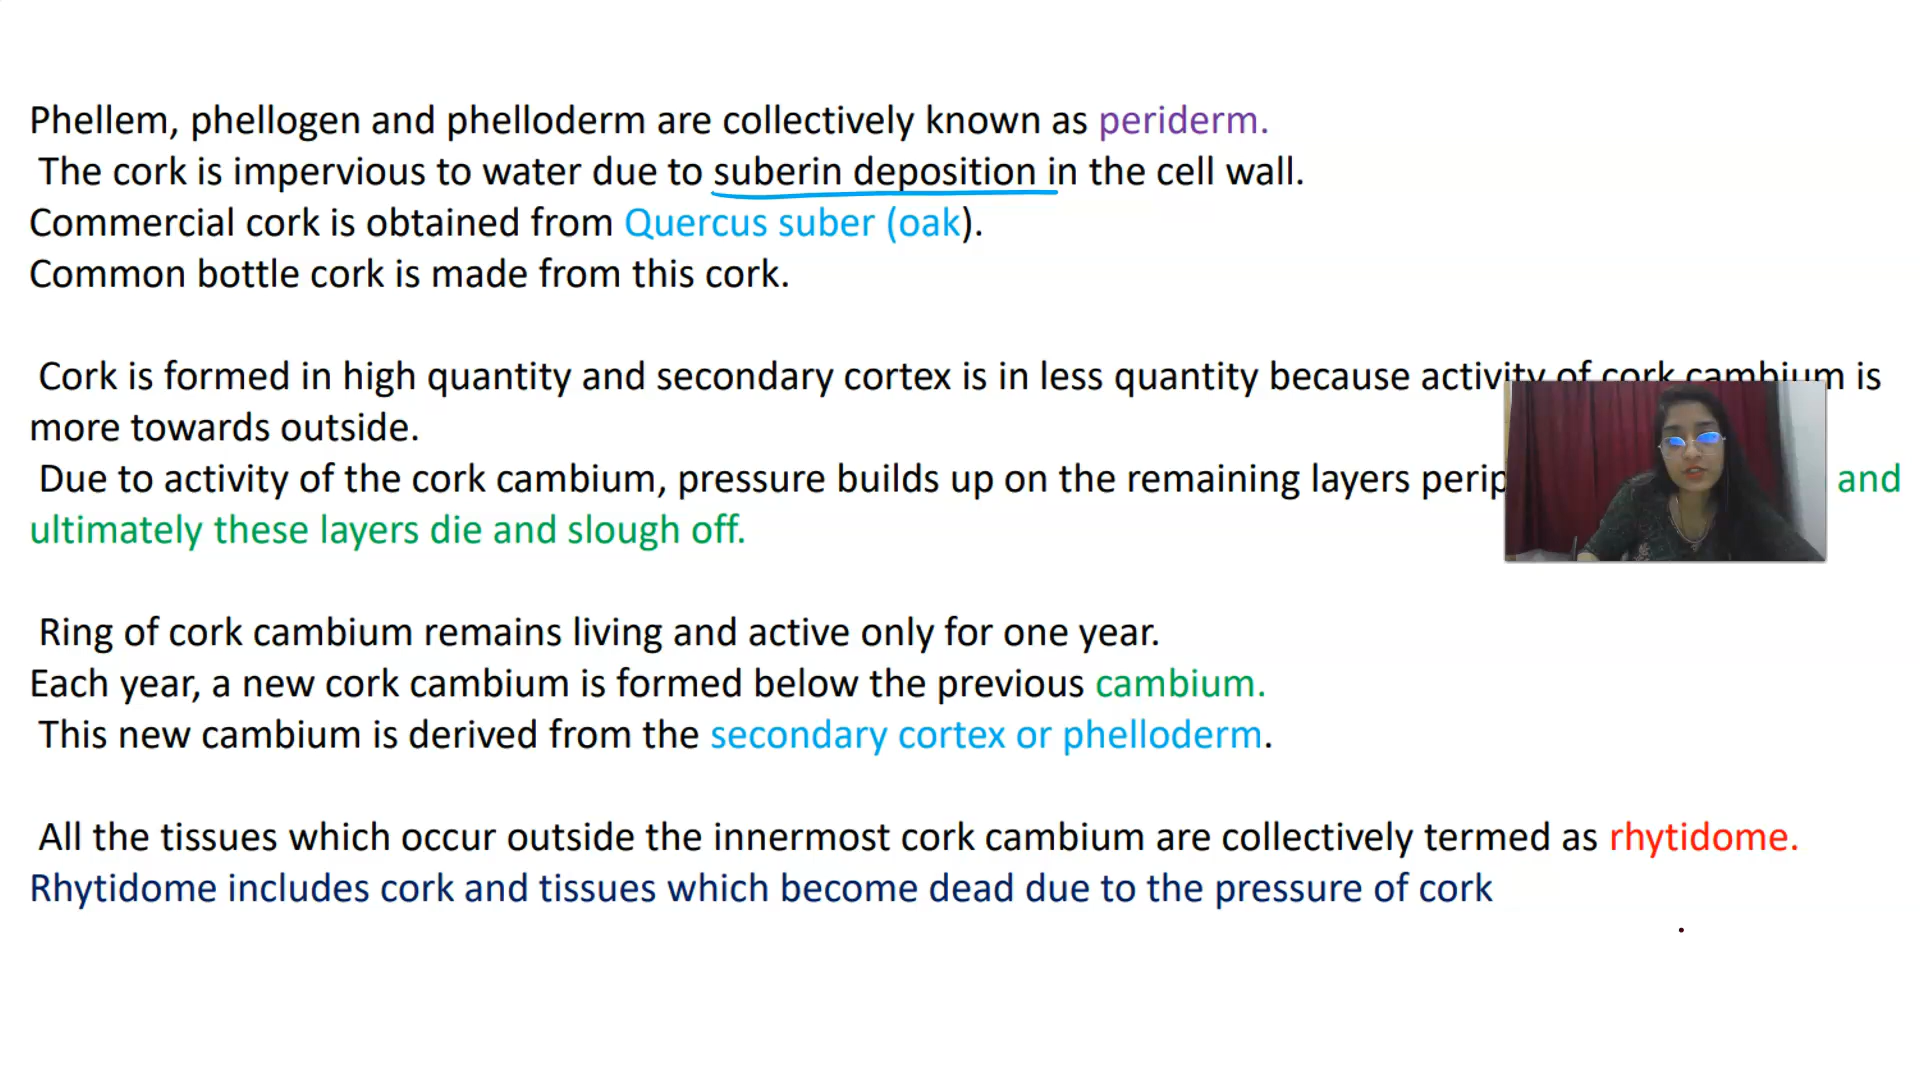 Phellem, phellogen and phelloderm are collectively known as periderm.
The cork is impervious to water due to suberin deposition in the cell wall.
Commercial cork is obtained from Quercus suber (oak).
Common bottle cork is made from this cork.
Cork is formed in high quantity and secondary cortex is in less quantity because activity of cork cambium is
more towards outside.
Due to activity of the cork cambium, pressure builds up on the remaining layers and
ultimately these layers die and slough off.
Ring of cork cambium remains living and active only for one year.
Each year, a new cork cambium is formed below the previous cambium.
This new cambium is derived from the secondary cortex or phelloderm.
All the tissues which occur outside the innermost cork cambium are collectively termed as rhytidome.
Rhytidome includes cork and tissues which become dead due to the pressure of cork